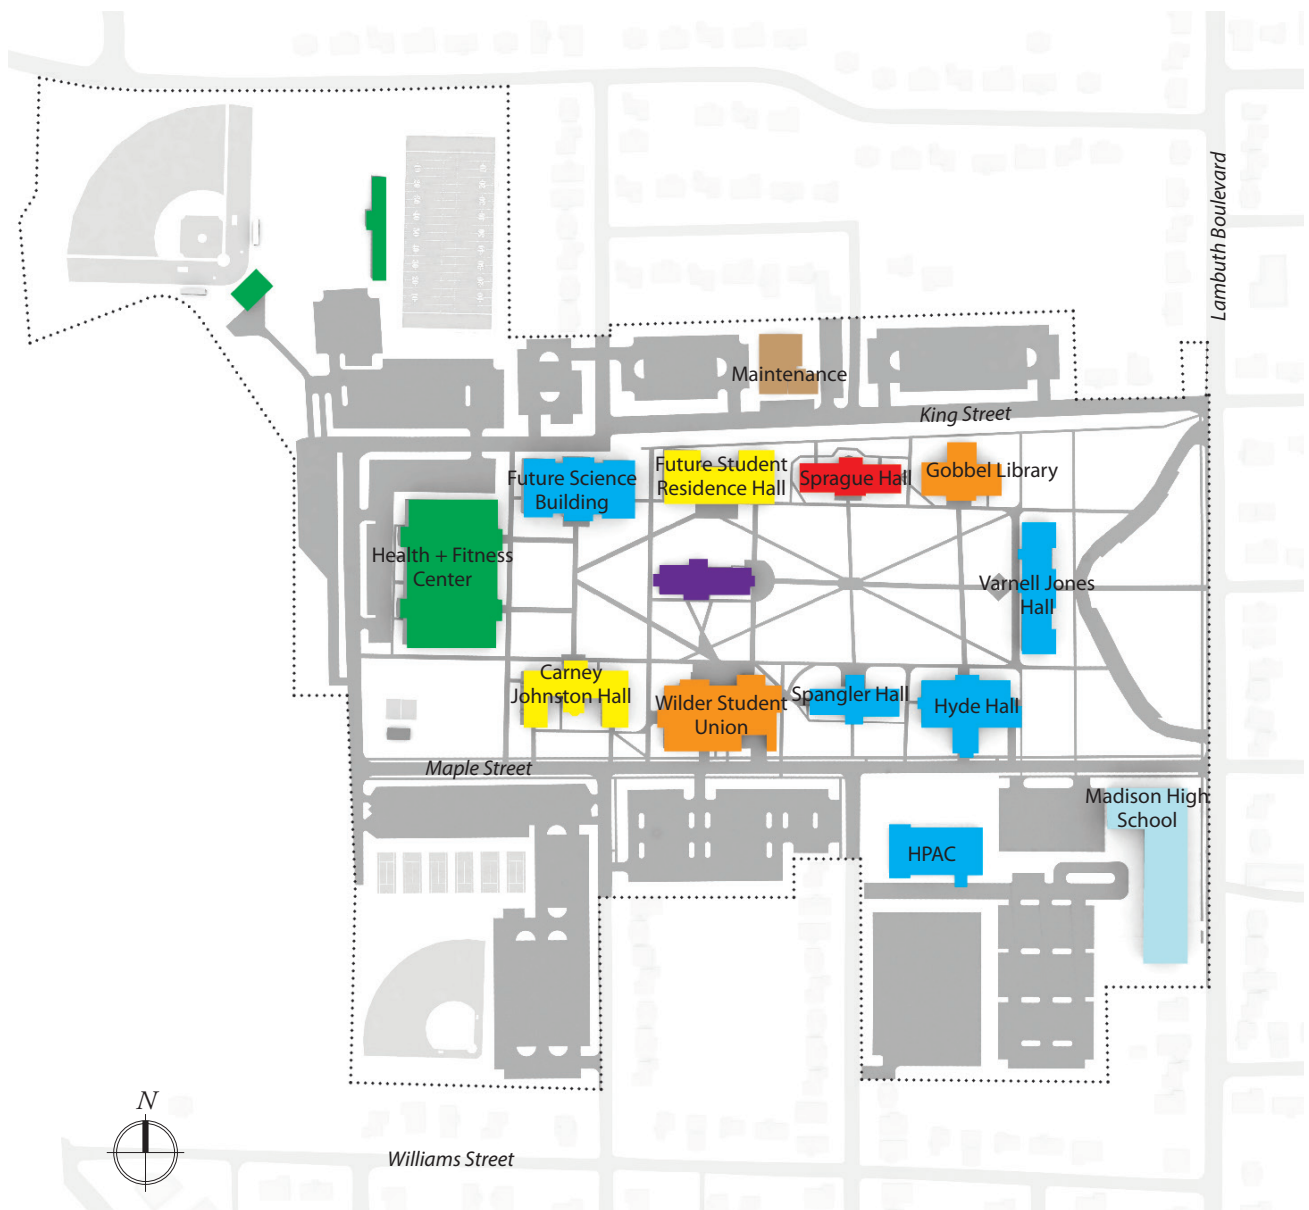 Lambuth Boulevard
Maintenance
King Street
Future Science
Building
Future Student
Residence Hall
Sprague Hall
Gobbel Library
Health + Fitness
Center
Varnell Jones
Hall
Carney
Johnston Hall
Wilder Student
Union
Spangler Hall
Hyde Hall
Maple Street
Madison High
School
HPAC
N
Williams Street